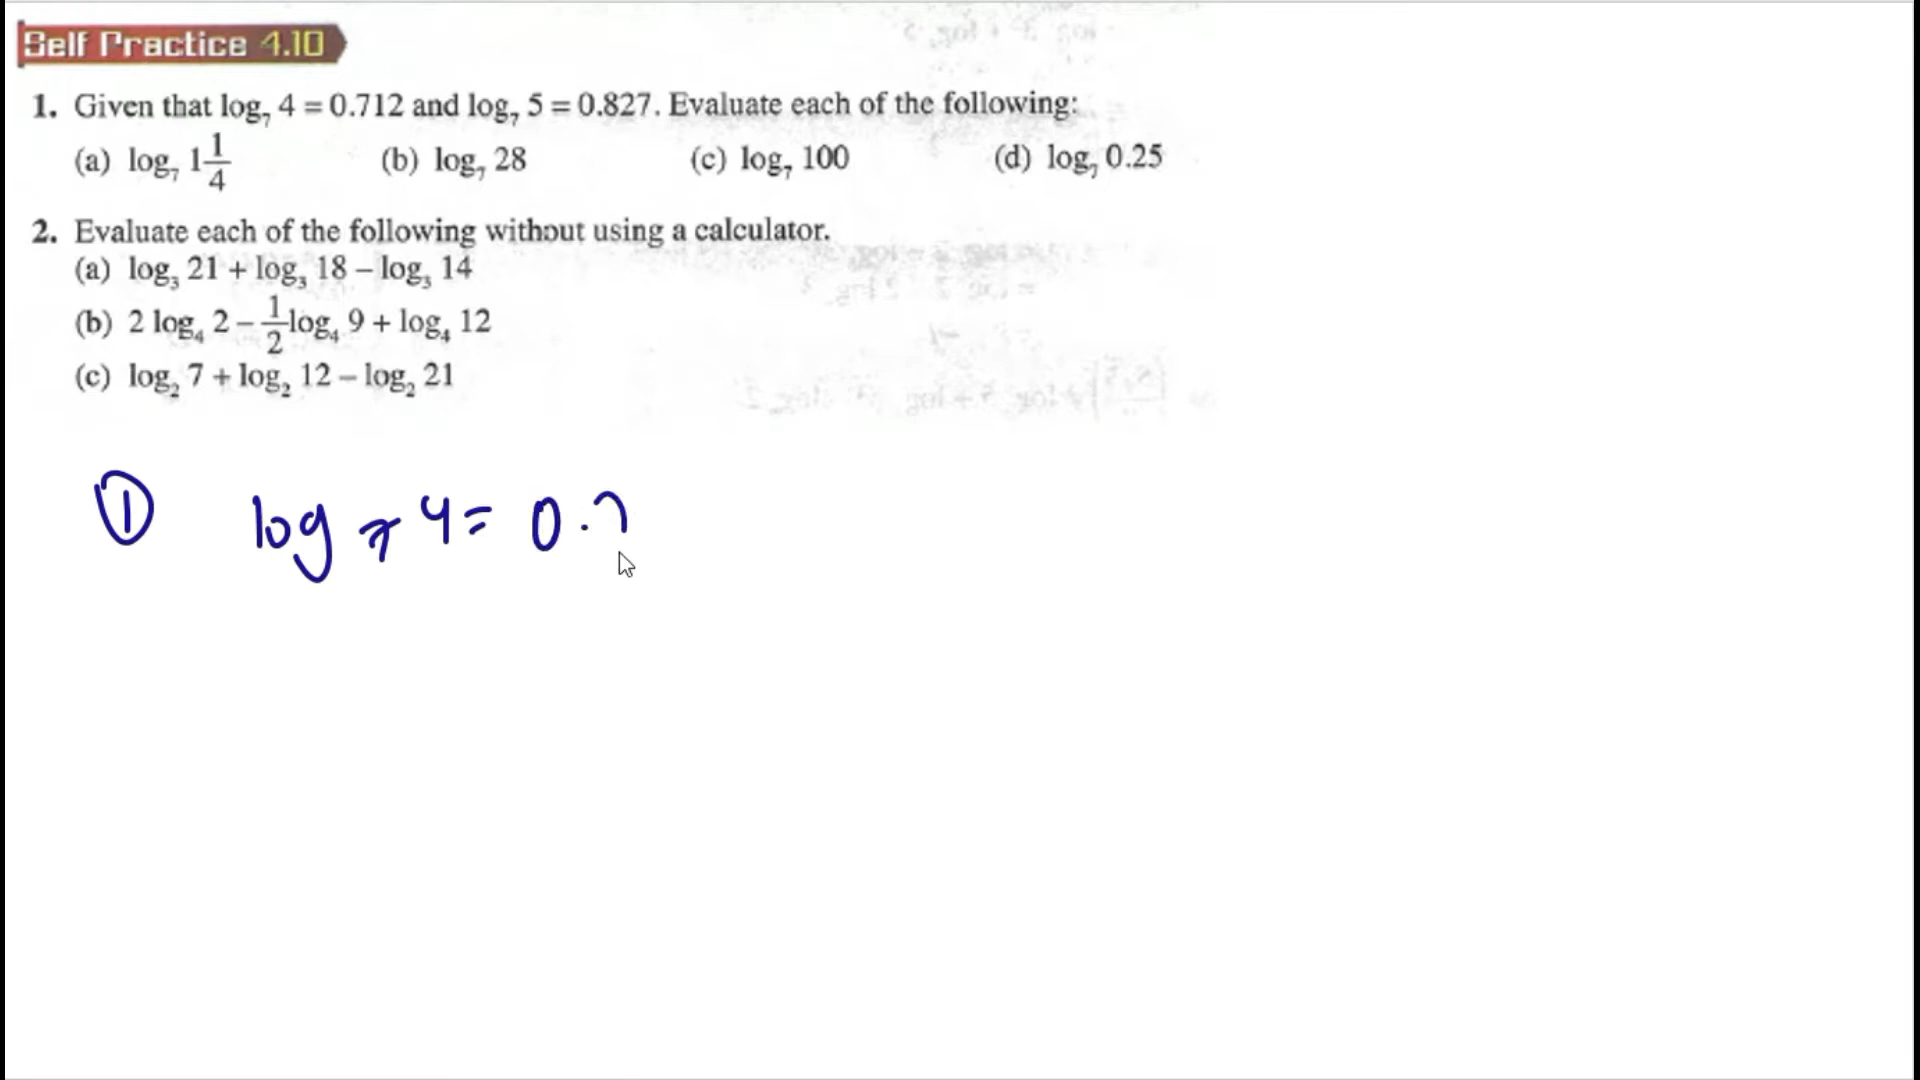 Self Practice 4.10
1. Given that log₇ 4 = 0.712 and log₇ 5 = 0.827. Evaluate each of the following:
(a) log₇ 1 1/4 (b) log₇ 28 (c) log₇ 100 (d) log₇ 0.25
2. Evaluate each of the following without using a calculator.
(a) log₃ 21 + log₃ 18 – log₃ 14
(b) 2 log₄ 2 – 1/2 log₄ 9 + log₄ 12
(c) log₂ 7 + log₂ 12 – log₂ 21
① log ₇ 4 = 0.7